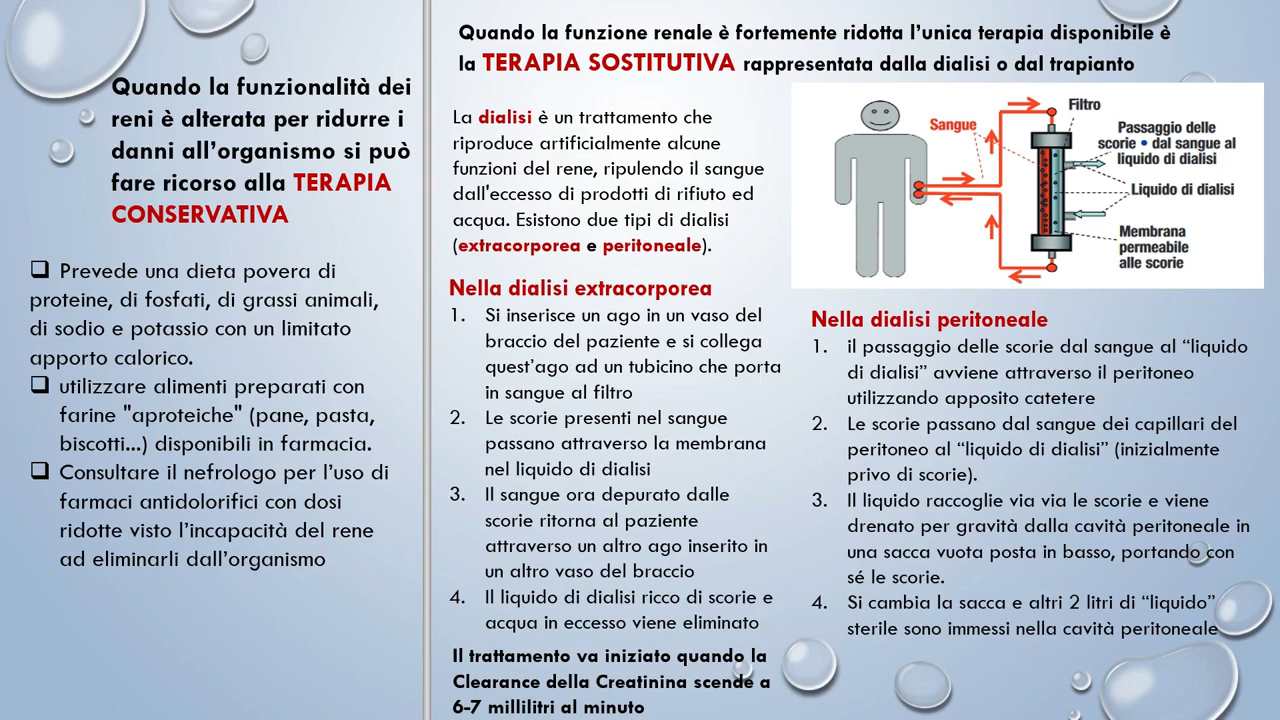 Quando la funzionalità dei
reni è alterata per ridurre i
danni all'organismo si può
fare ricorso alla TERAPIA
CONSERVATIVA
❑ Prevede una dieta povera di
proteine, di fosfati, di grassi animali,
di sodio e potassio con un limitato
apporto calorico.
❑ utilizzare alimenti preparati con
farine "aproteiche" (pane, pasta,
biscotti...) disponibili in farmacia.
❑ Consultare il nefrologo per l'uso di
farmaci antidolorifici con dosi
ridotte visto l'incapacità del rene
ad eliminarli dall'organismo
Quando la funzione renale è fortemente ridotta l'unica terapia disponibile è
la TERAPIA SOSTITUTIVA rappresentata dalla dialisi o dal trapianto
La dialisi è un trattamento che
riproduce artificialmente alcune
funzioni del rene, ripulendo il sangue
dall'eccesso di prodotti di rifiuto ed
acqua. Esistono due tipi di dialisi
(extracorporea e peritoneale).
Nella dialisi extracorporea
1. Si inserisce un ago in un vaso del
braccio del paziente e si collega
quest'ago ad un tubicino che porta
in sangue al filtro
2. Le scorie presenti nel sangue
passano attraverso la membrana
nel liquido di dialisi
3. Il sangue ora depurato dalle
scorie ritorna al paziente
attraverso un altro ago inserito in
un altro vaso del braccio
4. Il liquido di dialisi ricco di scorie e
acqua in eccesso viene eliminato
Il trattamento va iniziato quando la
Clearance della Creatinina scende a
6-7 millilitri al minuto
Sangue
Filtro
Passaggio delle
scorie • dal sangue al
liquido di dialisi
Liquido di dialisi
Membrana
permeabile
alle scorie
Nella dialisi peritoneale
1. il passaggio delle scorie dal sangue al "liquido
di dialisi" avviene attraverso il peritoneo
utilizzando apposito catetere
2. Le scorie passano dal sangue dei capillari del
peritoneo al "liquido di dialisi" (inizialmente
privo di scorie).
3. Il liquido raccoglie via via le scorie e viene
drenato per gravità dalla cavità peritoneale in
una sacca vuota posta in basso, portando con
sé le scorie.
4. Si cambia la sacca e altri 2 litri di "liquido"
sterile sono immessi nella cavità peritoneale